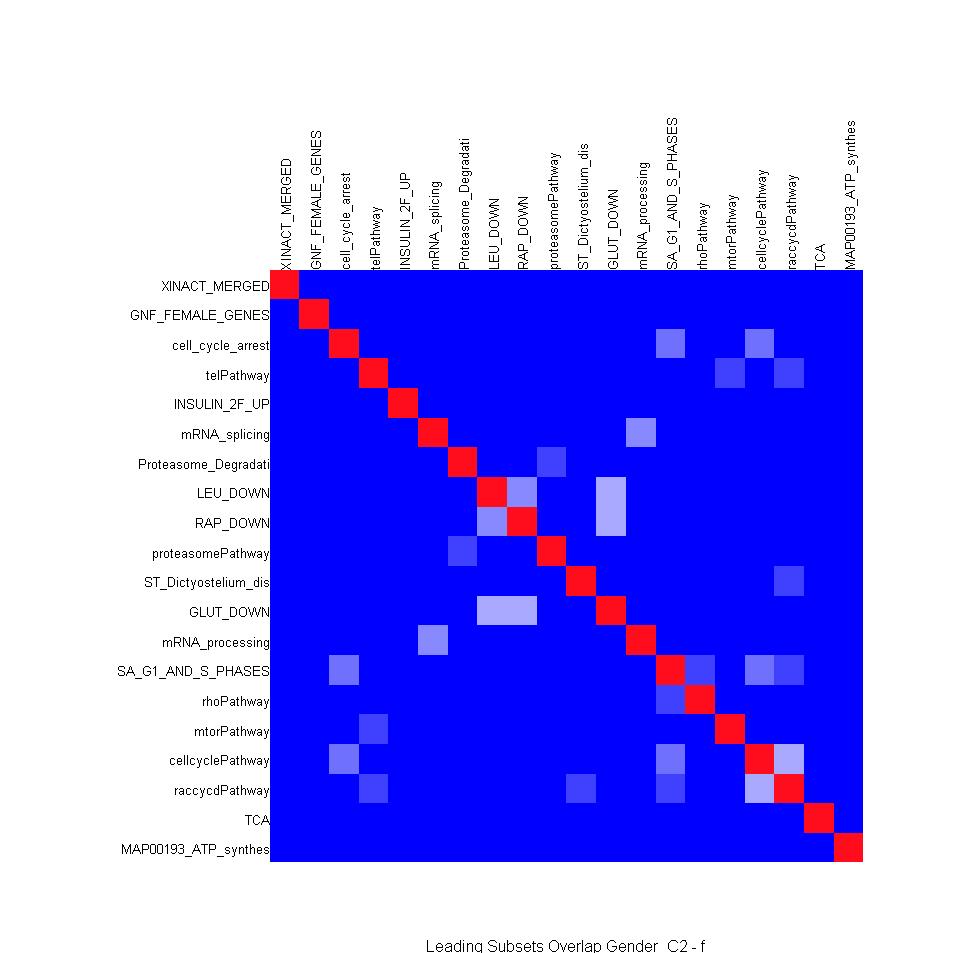 XINACT_MERGED
GNF_FEMALE_GENES
cell_cycle_arrest
telPathway
INSULIN_2F_UP
mRNA_splicing
Proteasome_Degradati
LEU_DOWN
RAP_DOWN
proteasomePathway
ST_Dictyostelium_dis
GLUT_DOWN
mRNA_processing
SA_G1_AND_S_PHASES
rhoPathway
mtorPathway
cellcyclePathway
raccycdPathway
TCA
MAP00193_ATP_synthes
XINACT_MERGED
GNF_FEMALE_GENES
cell_cycle_arrest
telPathway
INSULIN_2F_UP
mRNA_splicing
Proteasome_Degradati
LEU_DOWN
RAP_DOWN
proteasomePathway
ST_Dictyostelium_dis
GLUT_DOWN
mRNA_processing
SA_G1_AND_S_PHASES
rhoPathway
mtorPathway
cellcyclePathway
raccycdPathway
TCA
MAP00193_ATP_synthes
Leading Subsets Overlap Gender C2 - f